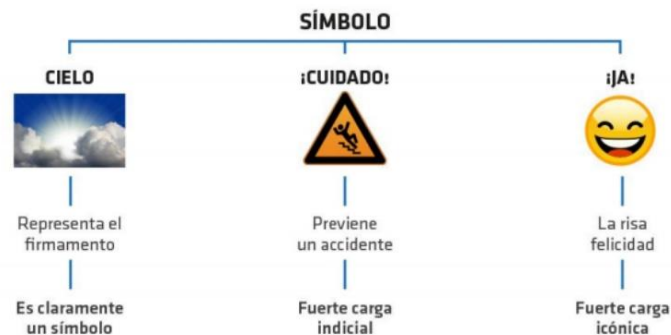 SÍMBOLO
CIELO
¡CUIDADO!
¡JA!
Representa el
firmamento
Previene
un accidente
La risa
felicidad
Es claramente
un símbolo
Fuerte carga
indicial
Fuerte carga
icónica